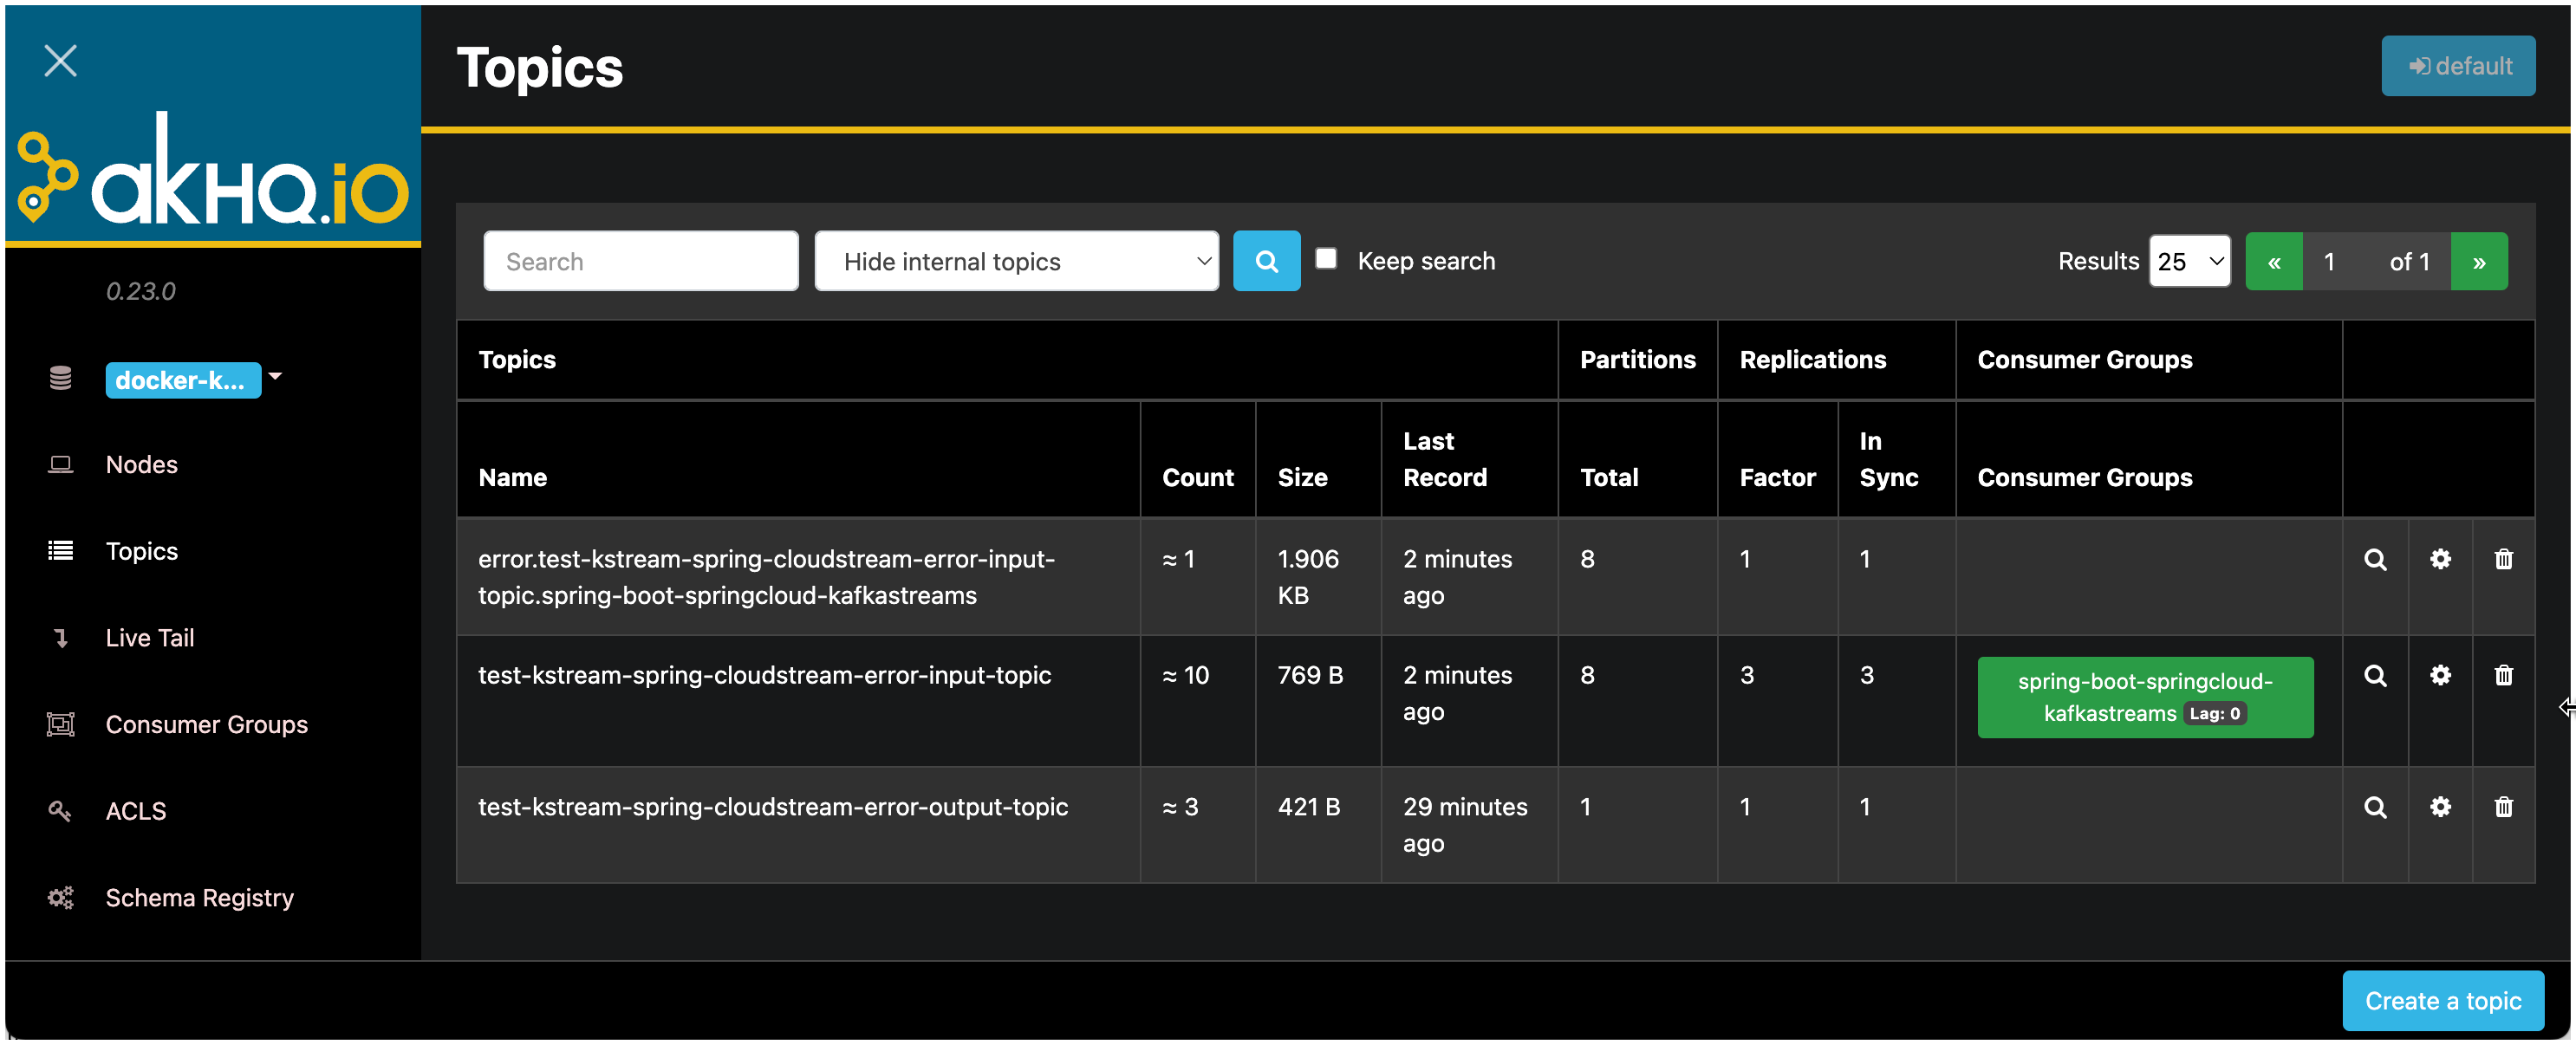 Topics
default
akHQ.io
0.23.0
docker-k...
Nodes
Topics
Live Tail
Consumer Groups
ACLS
Schema Registry
Search
Hide internal topics
Keep search
Results
25
«
1
of 1
»
Topics
Partitions
Replications
Consumer Groups
Name
Count
Size
Last
Record
Total
Factor
In
Sync
Consumer Groups
error.test-kstream-spring-cloudstream-error-input-
topic.spring-boot-springcloud-kafkastreams
≈ 1
1.906
KB
2 minutes
ago
8
1
1
test-kstream-spring-cloudstream-error-input-topic
≈ 10
769 B
2 minutes
ago
8
3
3
spring-boot-springcloud-
kafkastreams Lag: 0
test-kstream-spring-cloudstream-error-output-topic
≈ 3
421 B
29 minutes
ago
1
1
1
Create a topic